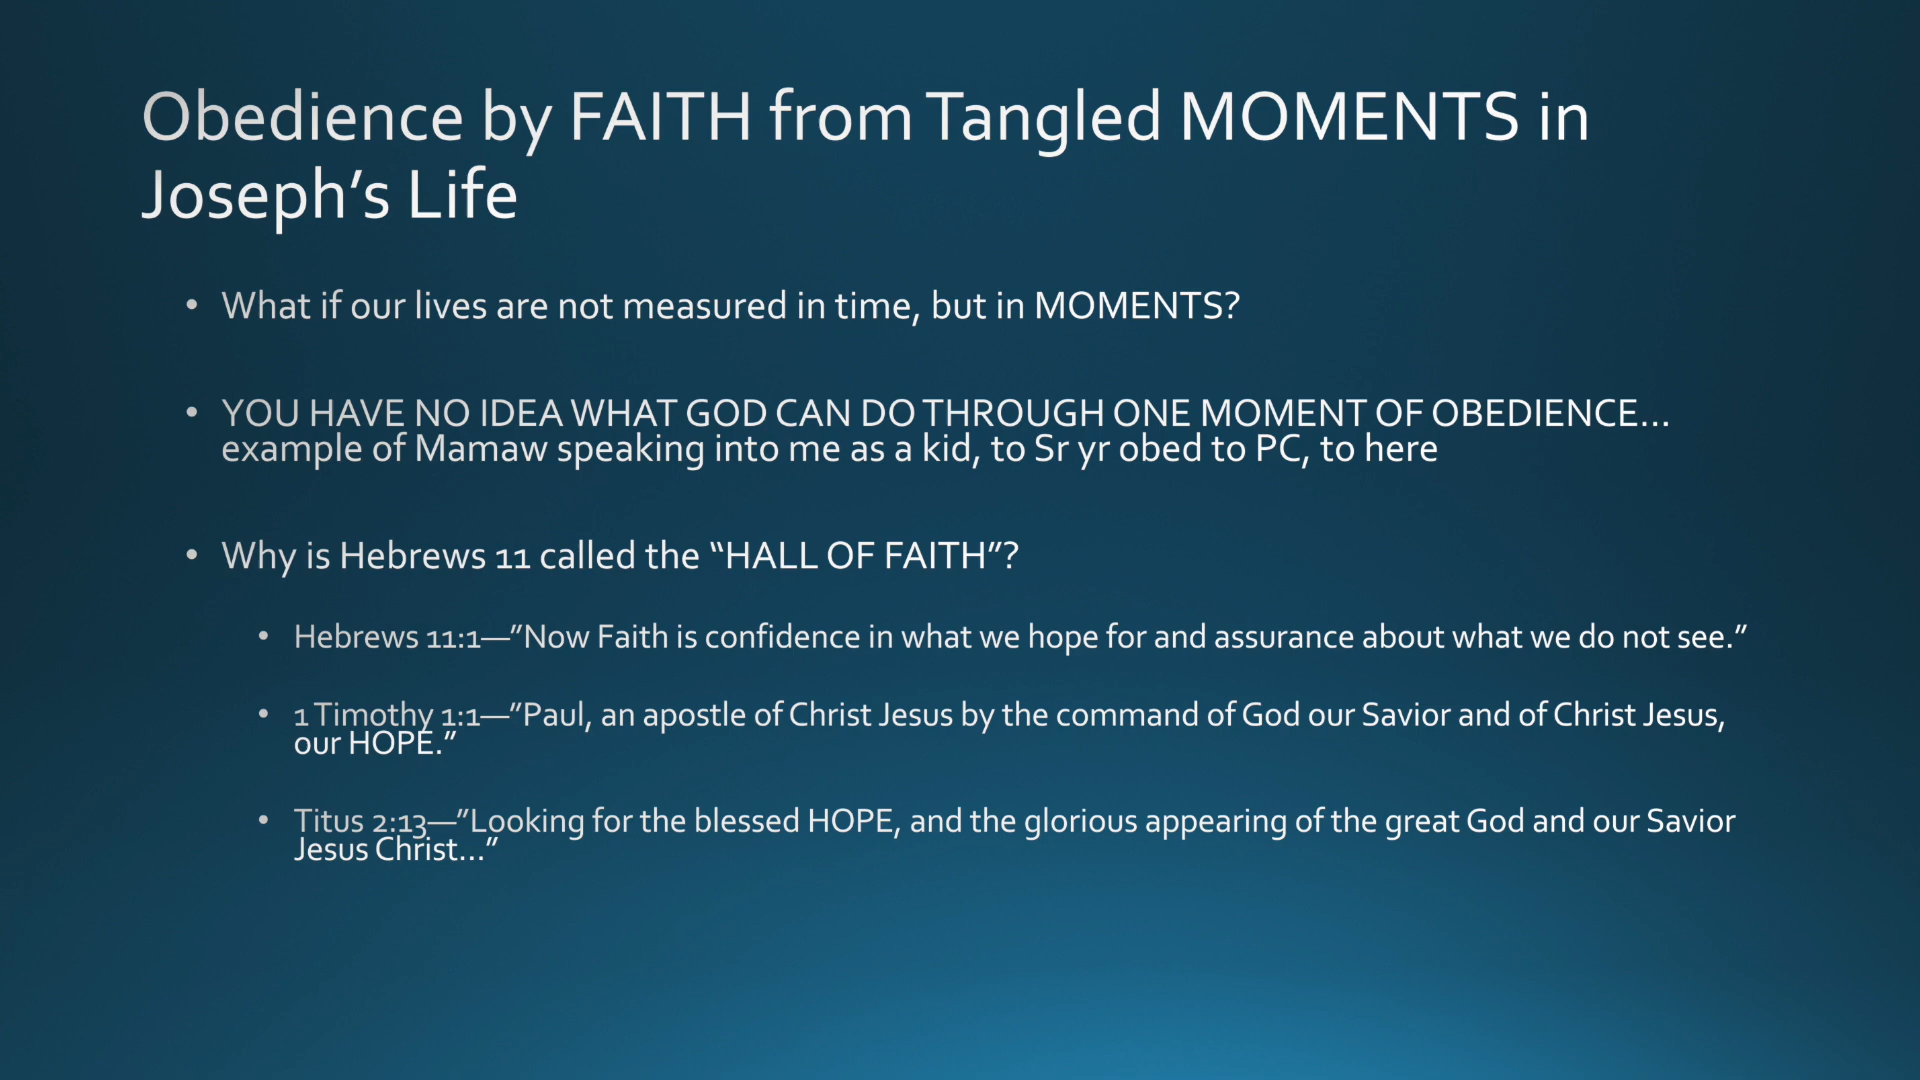 Obedience by FAITH from Tangled MOMENTS in
Joseph’s Life
• What if our lives are not measured in time, but in MOMENTS?
• YOU HAVE NO IDEA WHAT GOD CAN DO THROUGH ONE MOMENT OF OBEDIENCE…
example of Mamaw speaking into me as a kid, to Sr yr obed to PC, to here
• Why is Hebrews 11 called the “HALL OF FAITH”?
• Hebrews 11:1—”Now Faith is confidence in what we hope for and assurance about what we do not see.”
• 1 Timothy 1:1—”Paul, an apostle of Christ Jesus by the command of God our Savior and of Christ Jesus,
our HOPE.”
• Titus 2:13—”Looking for the blessed HOPE, and the glorious appearing of the great God and our Savior
Jesus Christ…”